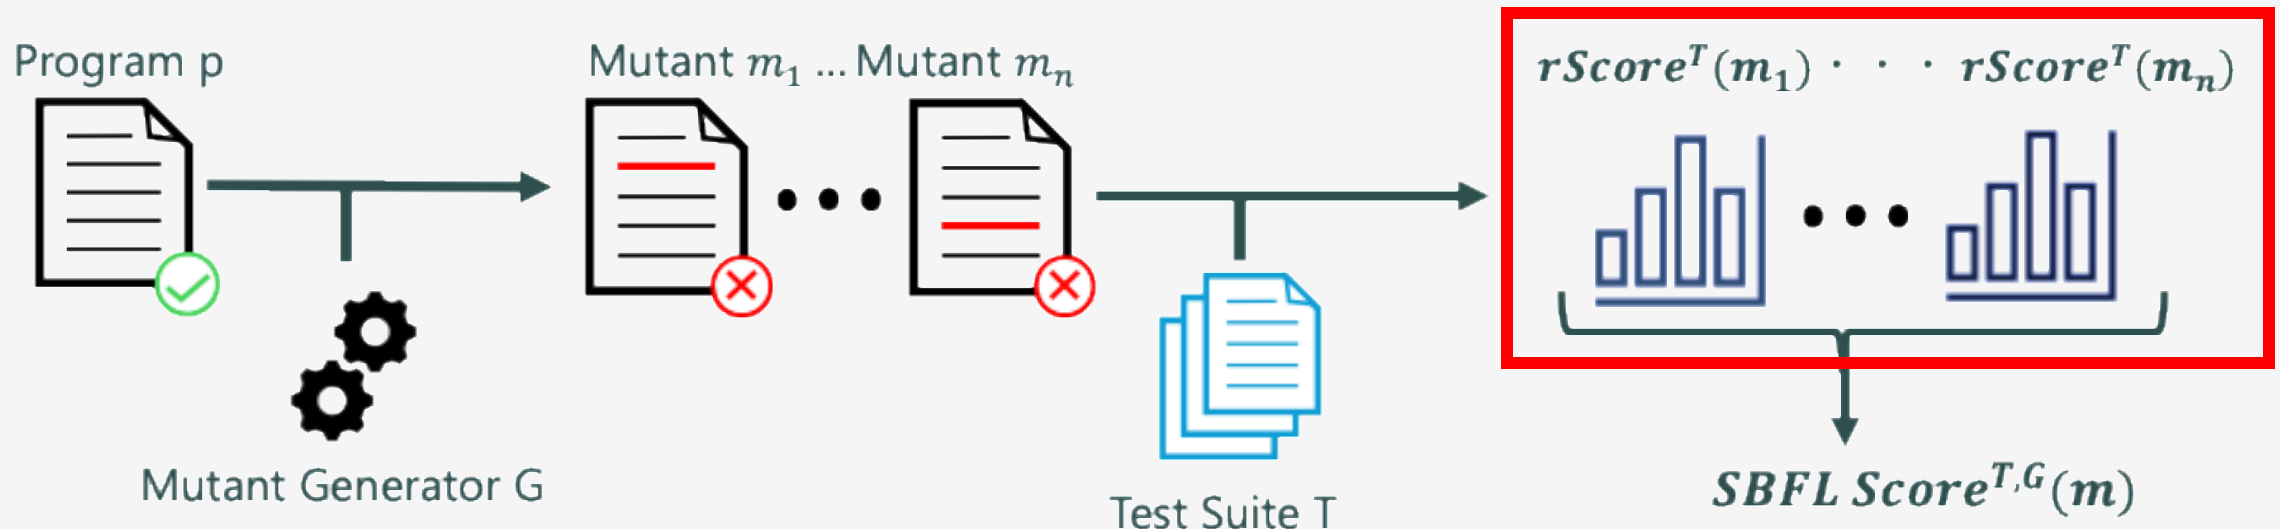 Program p
Mutant m₁ ... Mutant mₙ
rScoreᵀ(m₁) · · · rScoreᵀ(mₙ)
Mutant Generator G
Test Suite T
SBFL Scoreᵀ,ᴳ(m)